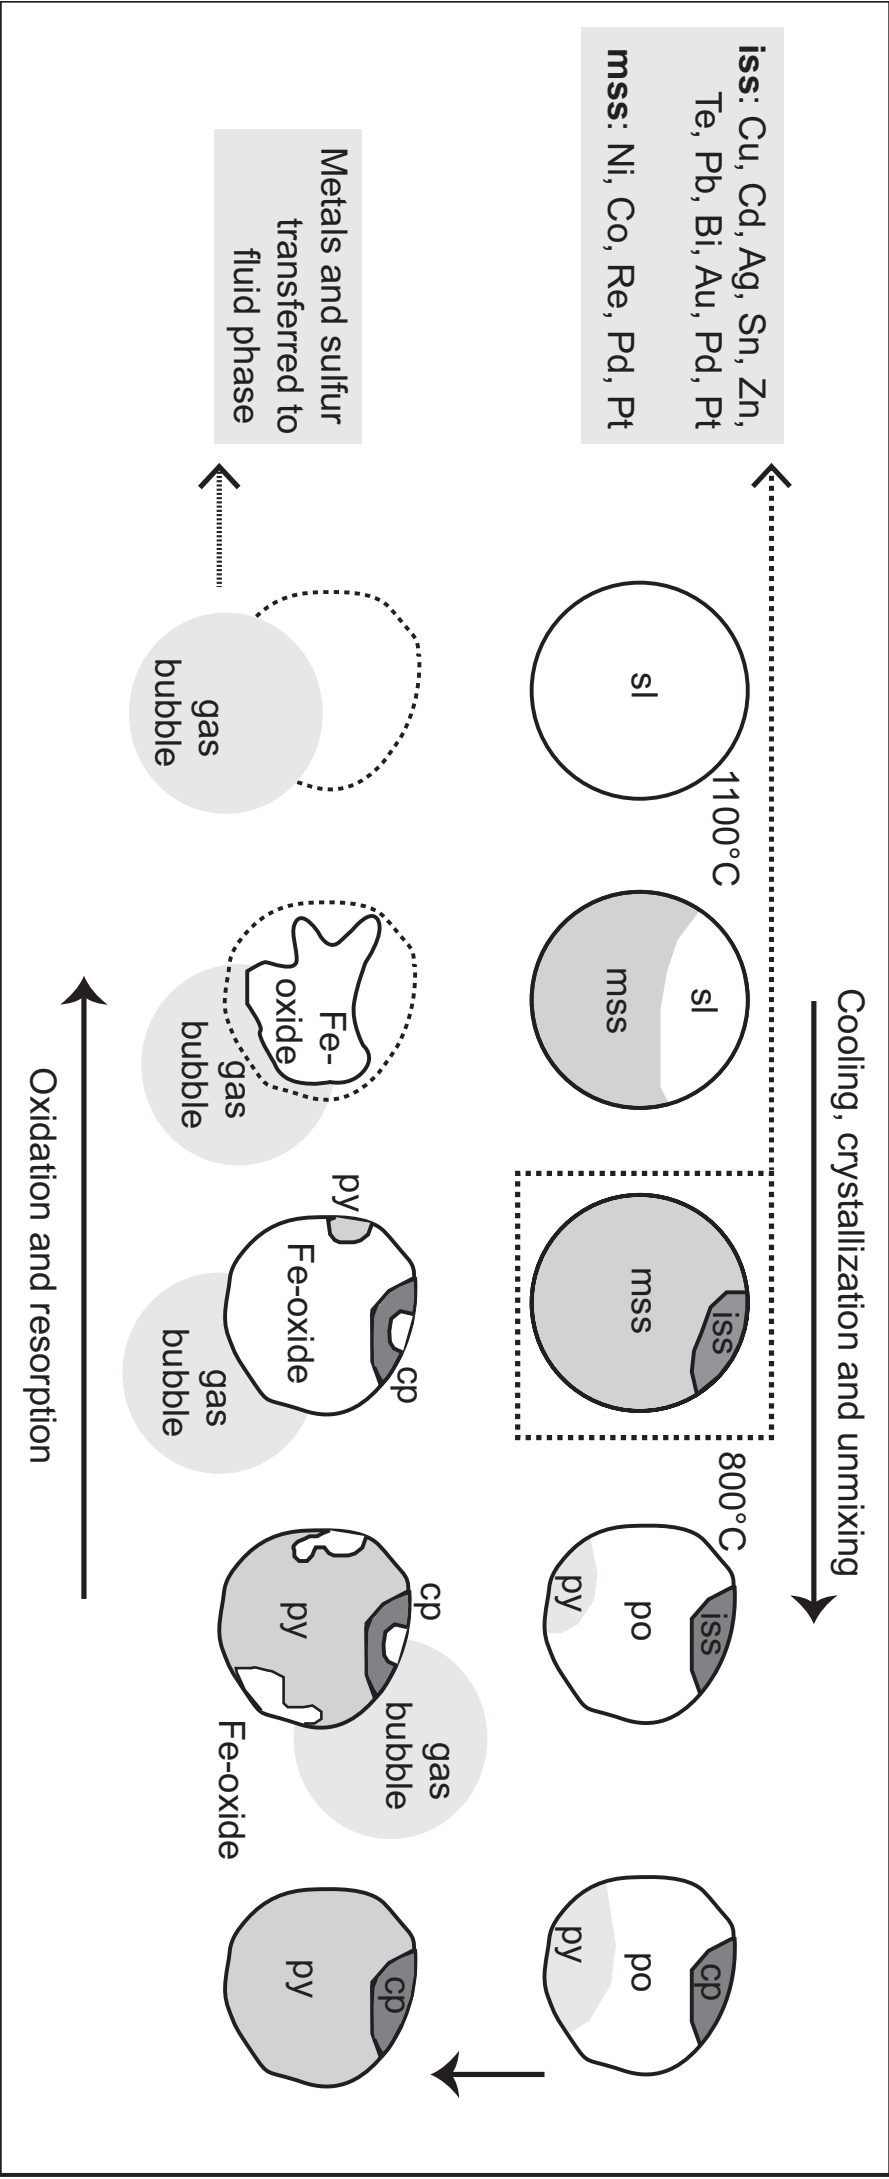 Cooling, crystallization and unmixing
iss: Cu, Cd, Ag, Sn, Zn,
Te, Pb, Bi, Au, Pd, Pt
mss: Ni, Co, Re, Pd, Pt
sl
1100°C
sl
mss
iss
mss
800°C
iss
po
py
cp
po
py
Metals and sulfur
transferred to
fluid phase
gas
bubble
Fe-
oxide
gas
bubble
py
cp
Fe-oxide
gas
bubble
cp
py
Fe-oxide
gas
bubble
cp
py
Oxidation and resorption